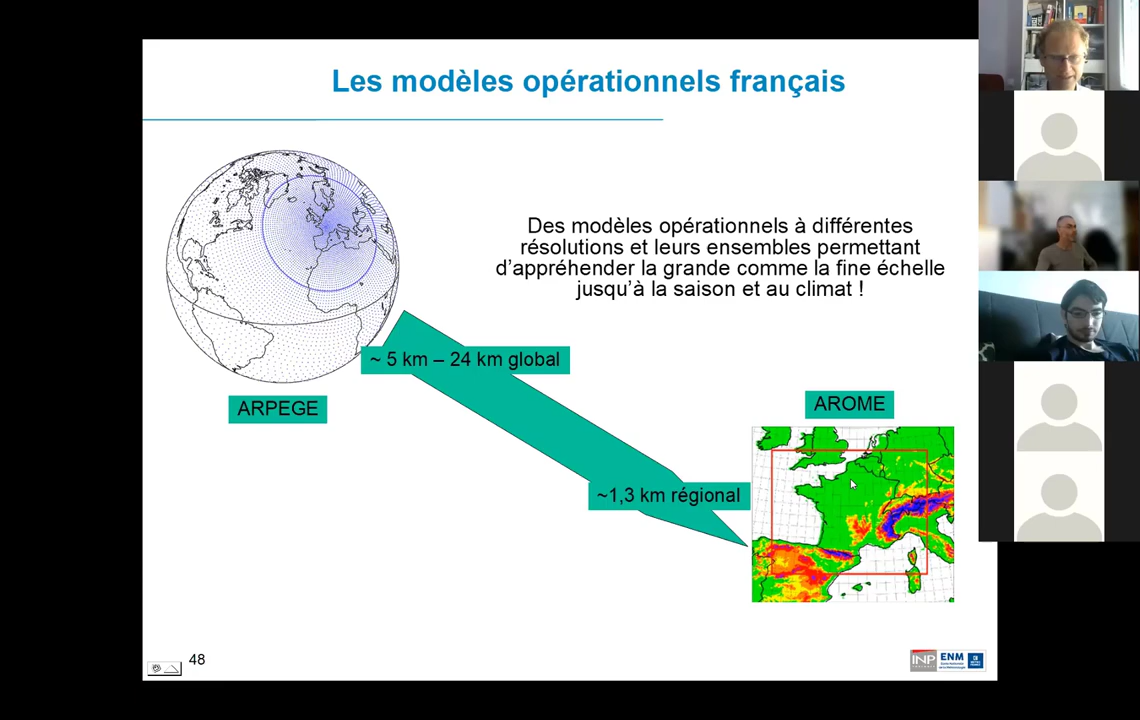 Les modèles opérationnels français
Des modèles opérationnels à différentes
résolutions et leurs ensembles permettant
d'appréhender la grande comme la fine échelle
jusqu'à la saison et au climat !
~ 5 km – 24 km global
ARPEGE
AROME
~1,3 km régional
48
INP
ENM